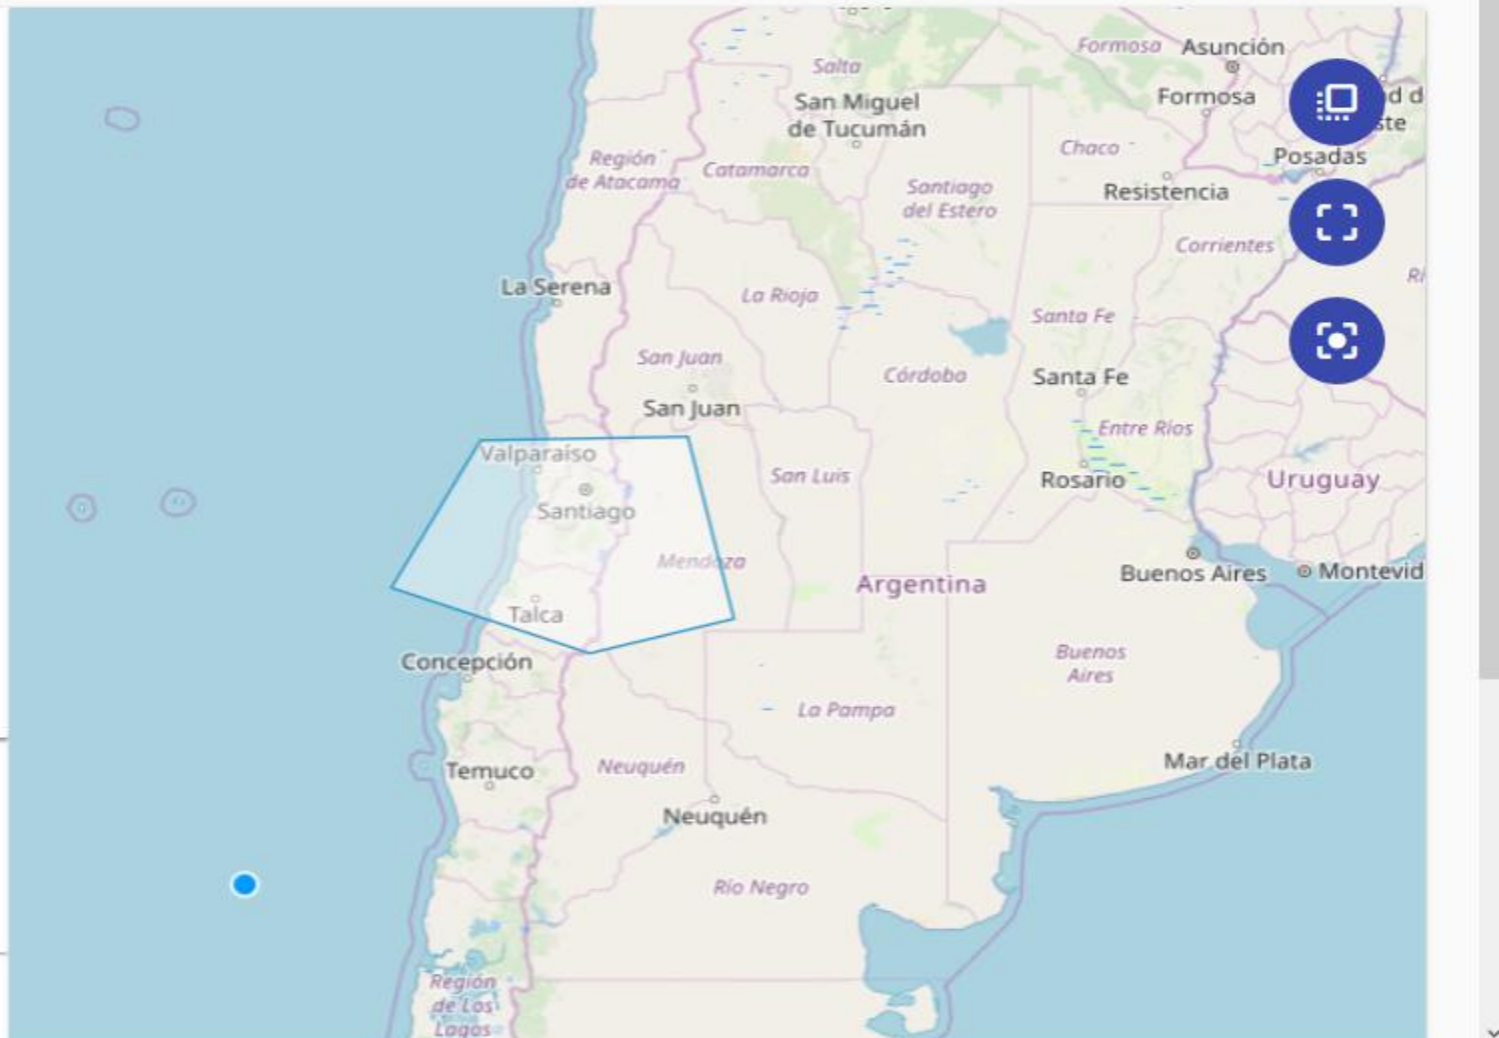 Salta
Formosa
Asunción
San Miguel
de Tucumán
Formosa
Chaco
Posadas
Región
de Atacama
Catamarca
Santiago
del Estero
Resistencia
Corrientes
La Serena
La Rioja
Santa Fe
San Juan
Córdoba
Santa Fe
San Juan
Entre Ríos
Valparaíso
San Luis
Rosario
Uruguay
Santiago
Mendoza
Argentina
Buenos Aires
Montevid
Talca
Concepción
Buenos
Aires
La Pampa
Temuco
Neuquén
Mar del Plata
Neuquén
Río Negro
Región
de Los
Lagos